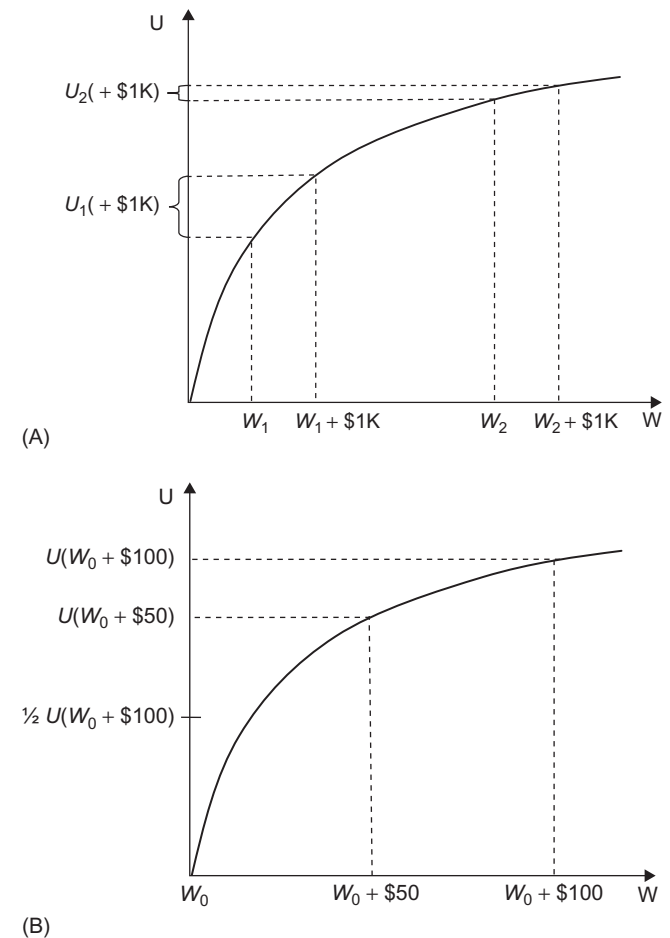 U
U₂( + $1K)
U₁( + $1K)
W₁ W₁ + $1K W₂ W₂ + $1K W
(A)
U
U(W₀ + $100)
U(W₀ + $50)
½ U(W₀ + $100)
W₀ W₀ + $50 W₀ + $100 W
(B)